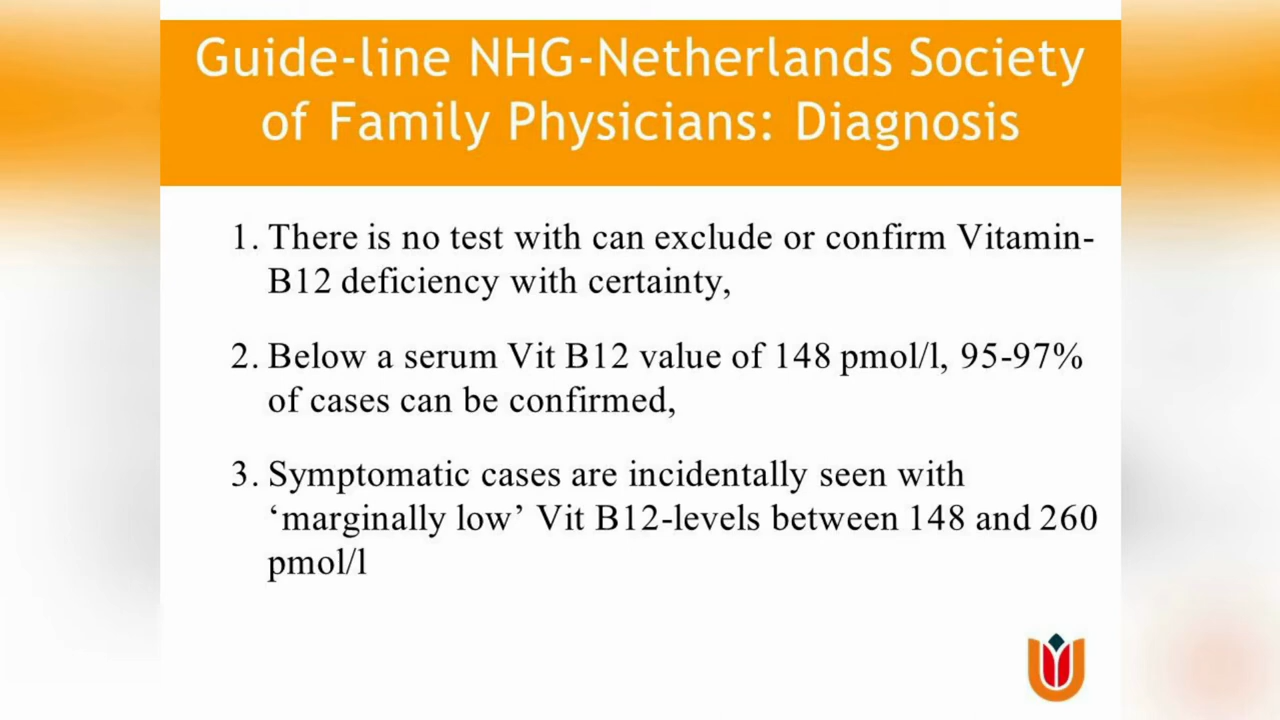 Guide-line NHG-Netherlands Society
of Family Physicians: Diagnosis
1. There is no test with can exclude or confirm Vitamin-
B12 deficiency with certainty,
2. Below a serum Vit B12 value of 148 pmol/l, 95-97%
of cases can be confirmed,
3. Symptomatic cases are incidentally seen with
‘marginally low’ Vit B12-levels between 148 and 260
pmol/l